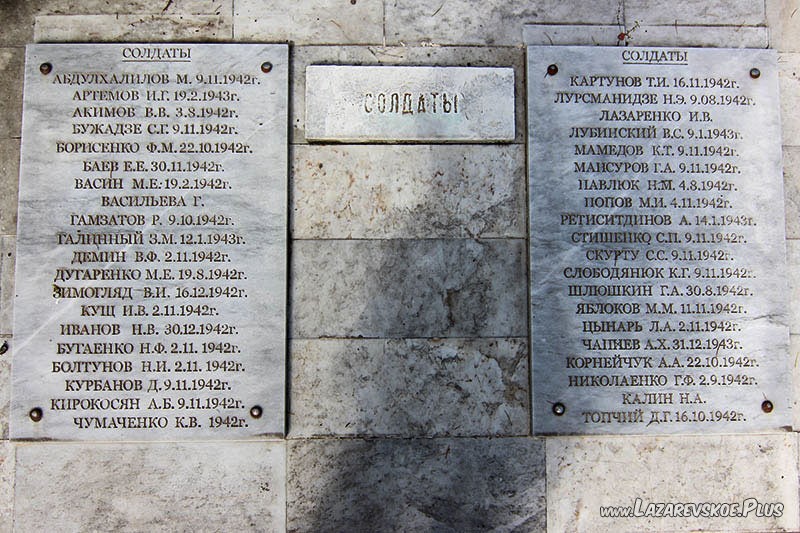 СОЛДАТЫ
АБДУЛХАЛИЛОВ М. 9.11.1942г.
АРТЕМОВ И.Г. 19.2.1943г.
АКИМОВ В.В. 3.8.1942г.
БУЖАДЗЕ С.Г. 9.11.1942г.
БОРИСЕНКО Ф.М. 22.10.1942г.
БАЕВ Е.Е. 30.11.1942г.
ВАСИН М.Е. 19.2.1942г.
ВАСИЛЬЕВА Г.
ГАМЗАТОВ Р. 9.10.1942г.
ГАЛИННЫЙ З.М. 12.1.1943г.
ДЕМИН В.Ф. 2.11.1942г.
ДУГАРЕНКО М.Е. 19.8.1942г.
ЗИМОГЛЯД В.И. 16.12.1942г.
КУЩ И.В. 2.11.1942г.
ИВАНОВ Н.В. 30.12.1942г.
БУГАЕНКО Н.Ф. 2.11. 1942г.
БОЛТУНОВ Н.И. 2.11. 1942г.
КУРБАНОВ Д. 9.11.1942г.
КИРОКОСЯН А.Б. 9.11.1942г.
ЧУМАЧЕНКО К.В. 1942г.
СОЛДАТЫ
СОЛДАТЫ
КАРТУНОВ Т.И. 16.11.1942г.
ЛУРСМАНИДЗЕ Н.Э. 9.08.1942г.
ЛАЗАРЕНКО И.В.
ЛУБИНСКИЙ В.С. 9.1.1943г.
МАМЕДОВ К.Т. 9.11.1942г.
МАНСУРОВ Г.А. 9.11.1942г.
ПАВЛЮК Н.М. 4.8.1942г.
ПОПОВ М.И. 4.11.1942г.
РЕТИСИТДИНОВ А. 14.1.1943г.
СТИШЕНКО С.П. 9.11.1942г.
СКУРТУ С.С. 9.11.1942г.
СЛОБОДЯНЮК К.Г. 9.11.1942г.
ШЛЮШКИН Г.А. 30.8.1942г.
ЯБЛОКОВ М.М. 11.11.1942г.
ЦЫНАРЬ Л.А. 2.11.1942г.
ЧАПНЕВ А.Х. 31.12.1943г.
КОРНЕЙЧУК А.А. 22.10.1942г.
НИКОЛАЕНКО Г.Ф. 2.9.1942г.
КАЛИН Н.А.
ТОПЧИЙ Д.Г. 16.10.1942г.
www.Lazarevskoe.Plus